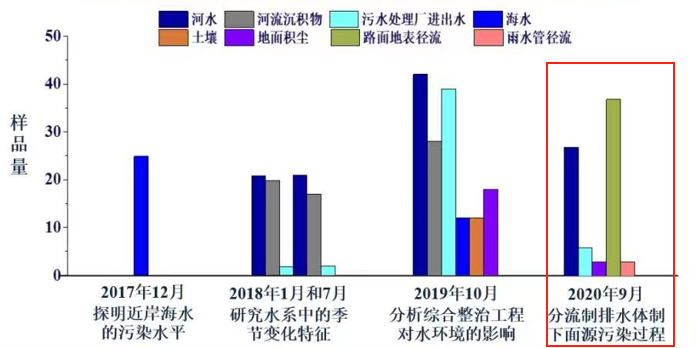 河水 河流沉积物 污水处理厂进出水 海水
土壤 地面积尘 路面地表径流 雨水管径流
样品量
50
40
30
20
10
0
2017年12月 2018年1月和7月 2019年10月 2020年9月
探明近岸海水 研究水系中的季 分析综合整治工程 分流制排水体制
的污染水平 节变化特征 对水环境的影响 下面源污染过程